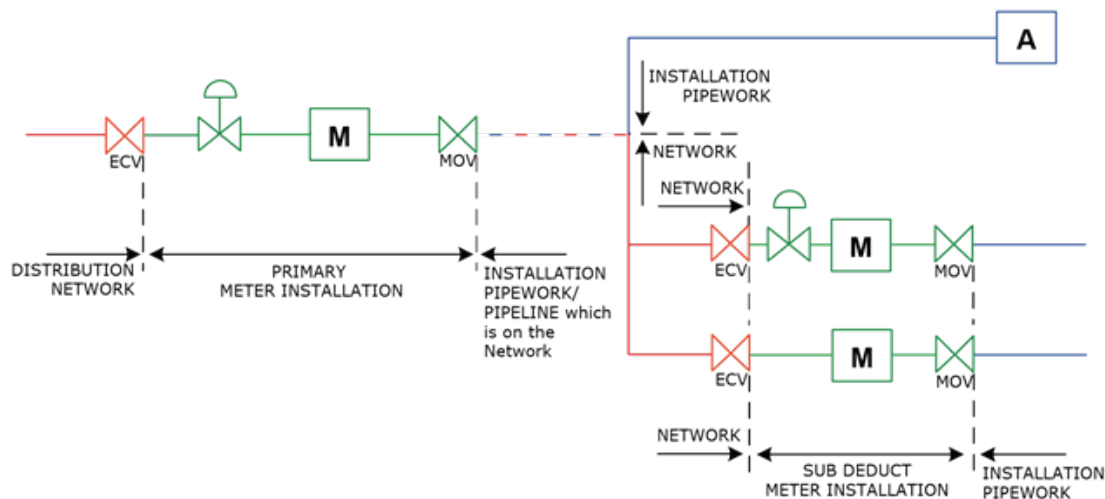 A
INSTALLATION
PIPEWORK
M
ECV
MOV
NETWORK
NETWORK
M
ECV
MOV
DISTRIBUTION
NETWORK
PRIMARY
METER INSTALLATION
INSTALLATION
PIPEWORK/
PIPELINE which
is on the
Network
M
ECV
MOV
NETWORK
SUB DEDUCT
METER INSTALLATION
INSTALLATION
PIPEWORK